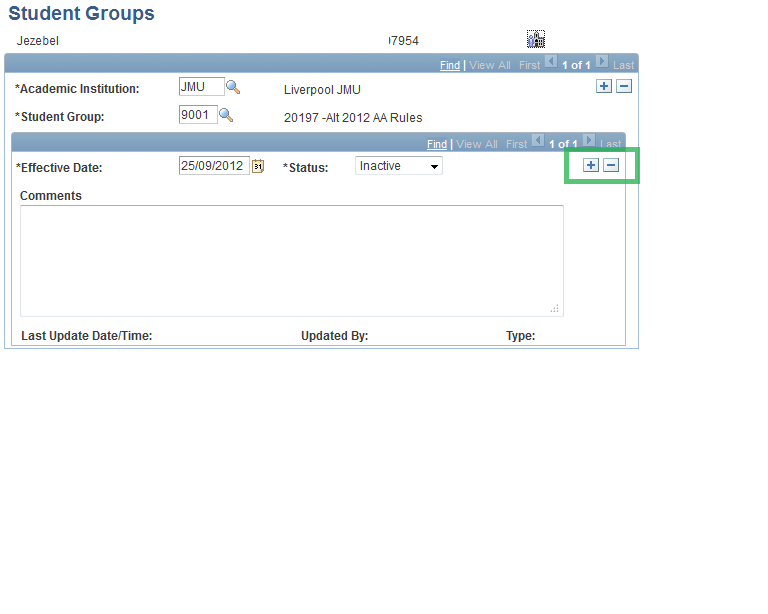 Student Groups
Jezebel 07954
Find | View All First 1 of 1 Last
*Academic Institution: JMU Liverpool JMU
*Student Group: 9001 20197 -Alt 2012 AA Rules
Find | View All First 1 of 1 Last
*Effective Date: 25/09/2012 31 *Status: Inactive
Comments
Last Update Date/Time: Updated By: Type: